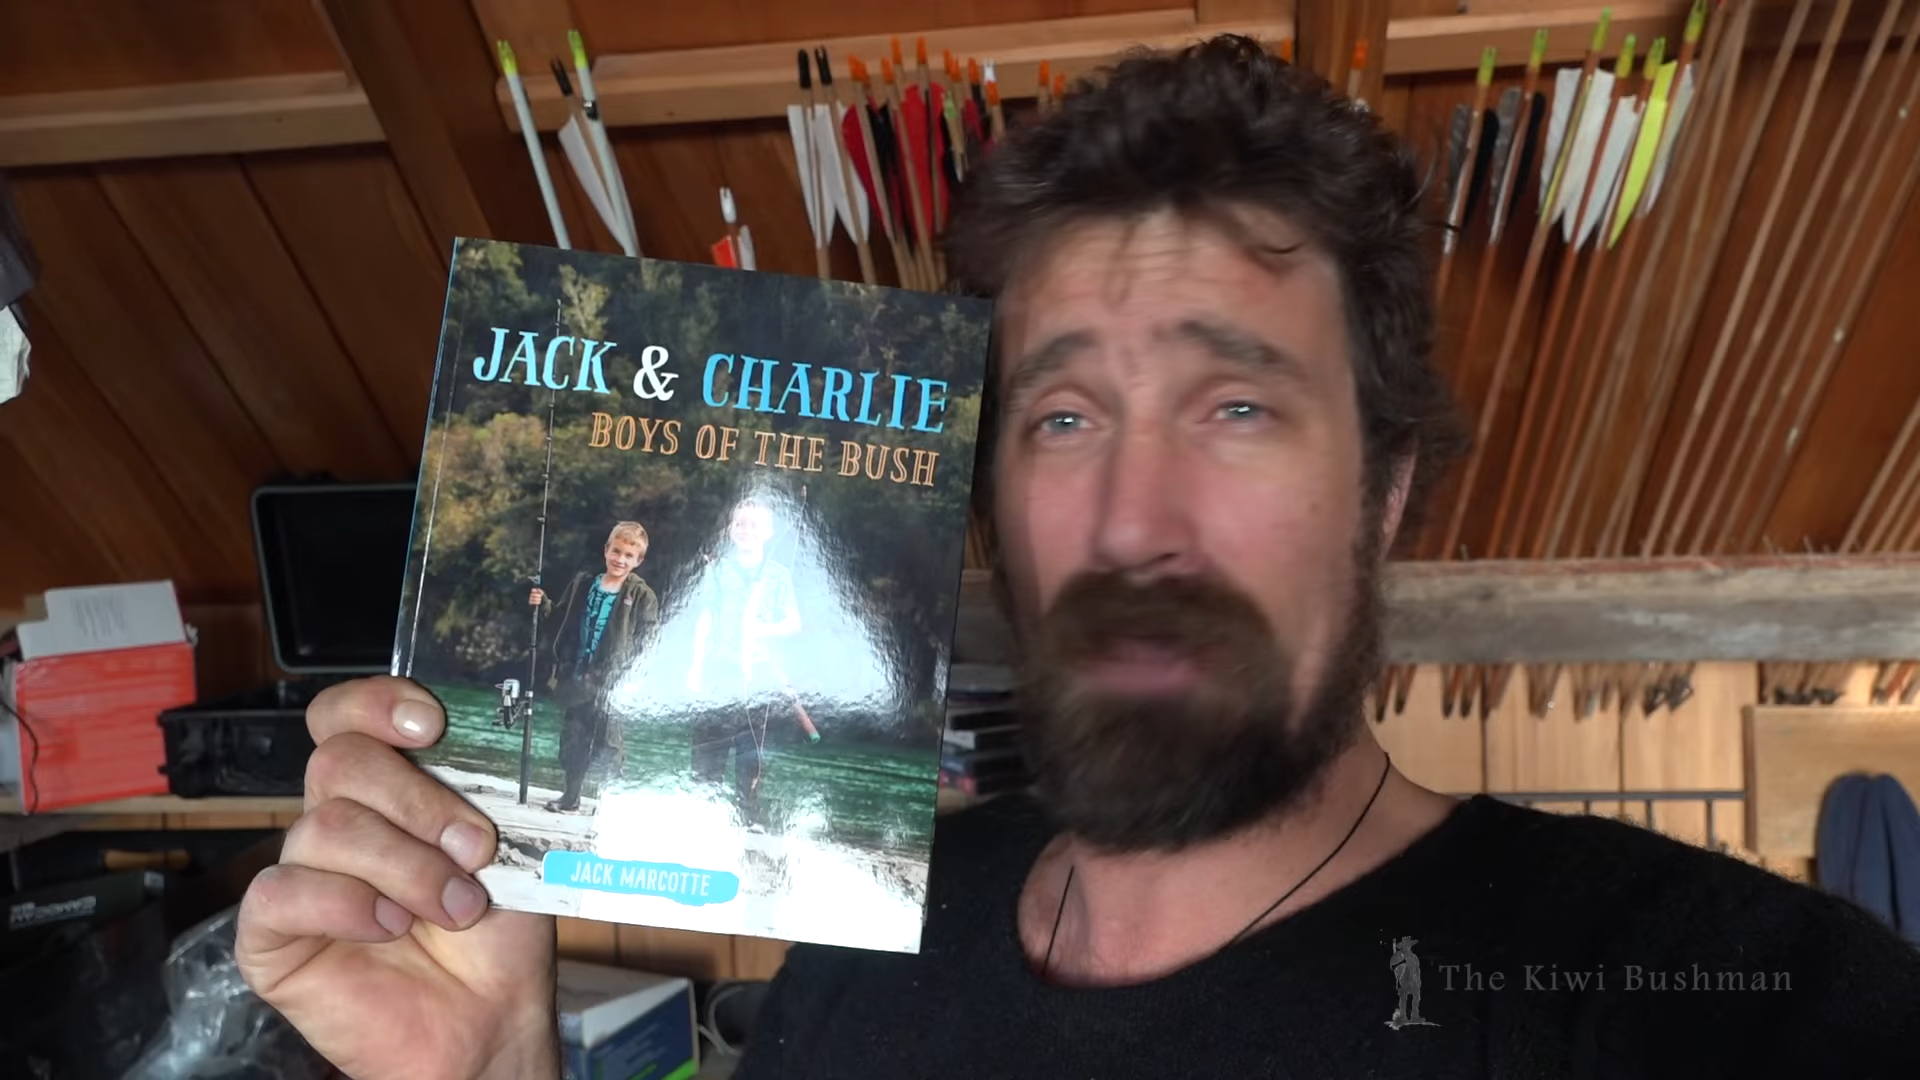 JACK & CHARLIE
BOYS OF THE BUSH
JACK MARCOTTE
The Kiwi Bushman